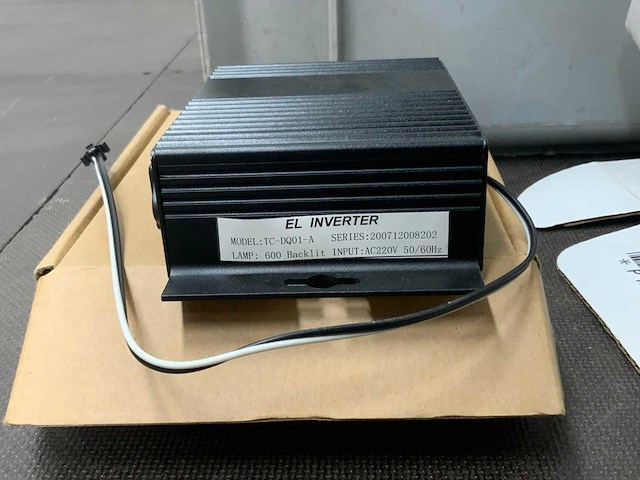 EL INVERTER
MODEL:TC-DQ01-A SERIES:200712008202
LAMP: 600 Backlit INPUT:AC220V 50/60Hz